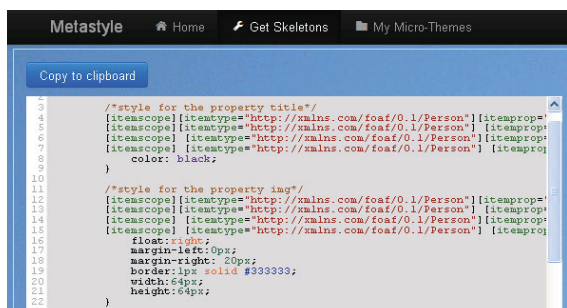 Metastyle Home Get Skeletons My Micro-Themes
Copy to clipboard
2
3 /*style for the property title*/
4 [itemscope][itemtype="http://xmlns.com/foaf/0.1/Person"][itemprop="
5 [itemscope][itemtype="http://xmlns.com/foaf/0.1/Person"] [itemprop=
6 [itemscope] [itemtype="http://xmlns.com/foaf/0.1/Person"][itemprop=
7 [itemscope] [itemtype="http://xmlns.com/foaf/0.1/Person"] [itemprop
8 color: black;
9 }
10
11 /*style for the property img*/
12 [itemscope][itemtype="http://xmlns.com/foaf/0.1/Person"][itemprop="
13 [itemscope][itemtype="http://xmlns.com/foaf/0.1/Person"] [itemprop=
14 [itemscope] [itemtype="http://xmlns.com/foaf/0.1/Person"][itemprop=
15 [itemscope] [itemtype="http://xmlns.com/foaf/0.1/Person"] [itemprop
16 float:right;
17 margin-left:0px;
18 margin-right: 20px;
19 border:1px solid #333333;
20 width:64px;
21 height:64px;
22 }